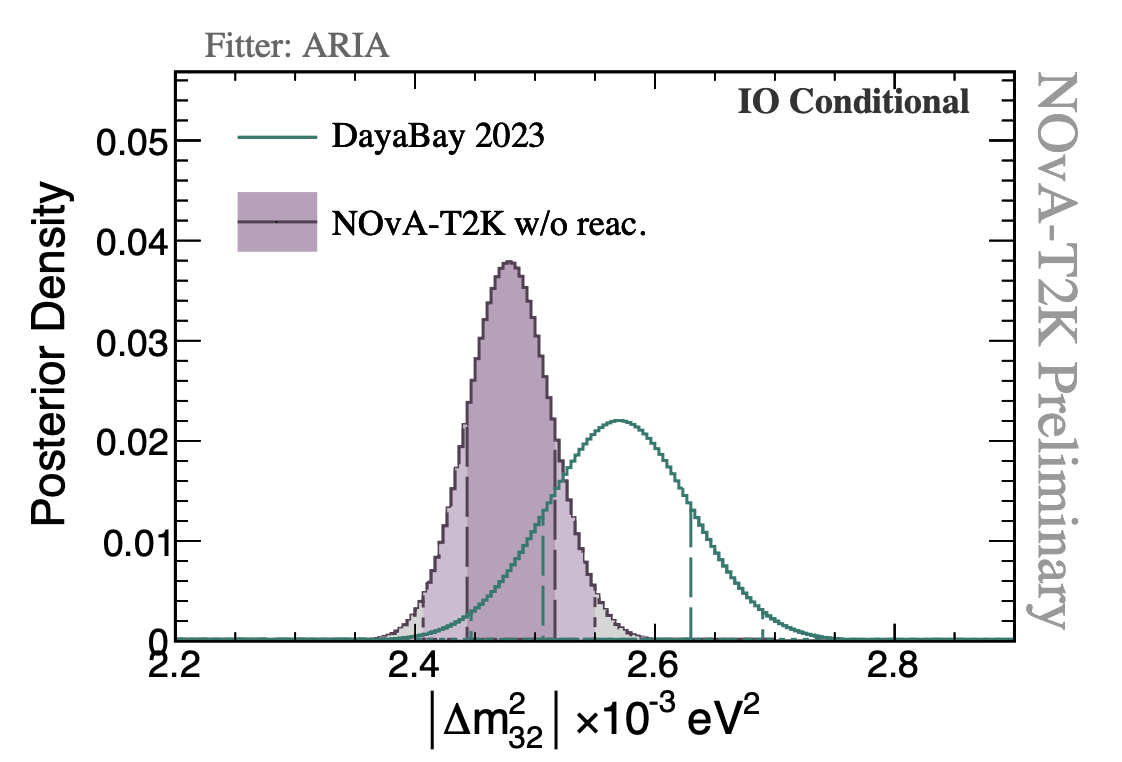 Fitter: ARIA
IO Conditional
DayaBay 2023
NOvA-T2K w/o reac.
NOvA-T2K Preliminary
Posterior Density
0.05
0.04
0.03
0.02
0.01
0
2.2 2.4 2.6 2.8
|Δm²₃₂| ×10⁻³ eV²